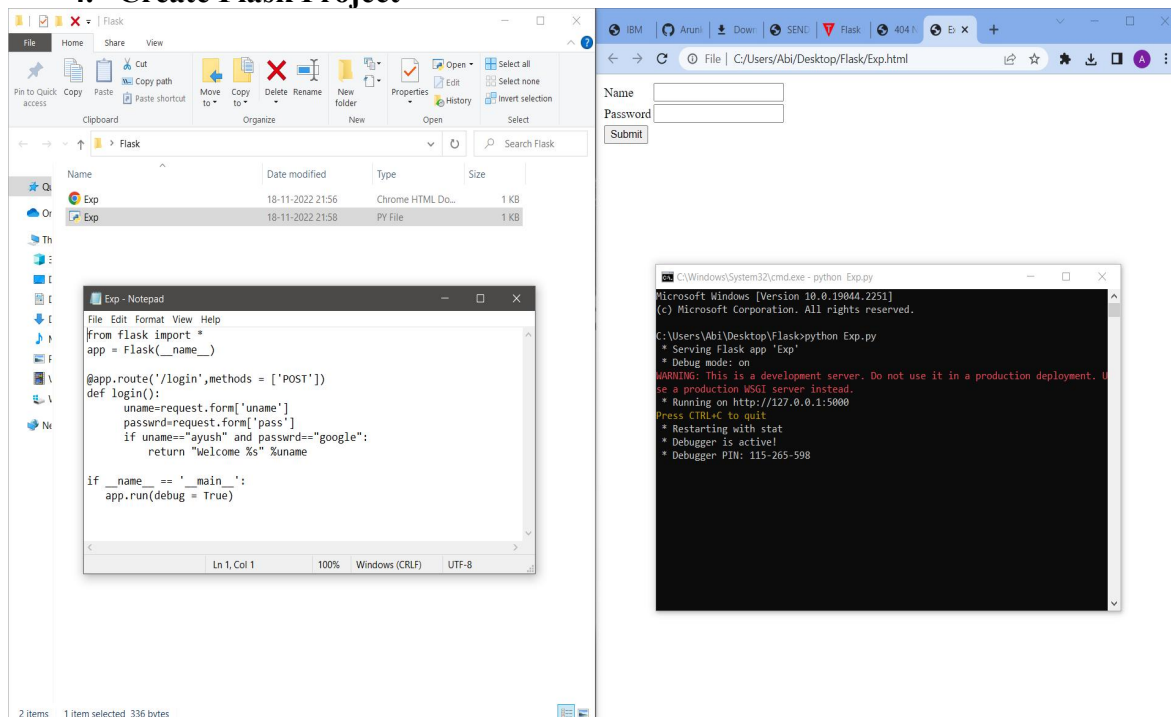 4. Create Flask Project
Flask
File Home Share View
Pin to Quick access
Copy
Paste
Cut
Copy path
Paste shortcut
Move to
Copy to
Delete
Rename
New folder
Properties
Open
Edit
History
Select all
Select none
Invert selection
Clipboard Organize New Open Select
Flask
Search Flask
Name Date modified Type Size
Exp 18-11-2022 21:56 Chrome HTML Do... 1 KB
Exp 18-11-2022 21:58 PY File 1 KB
Exp - Notepad
File Edit Format View Help
from flask import *
app = Flask(__name__)
@app.route('/login',methods = ['POST'])
def login():
uname=request.form['uname']
passwrd=request.form['pass']
if uname=="ayush" and passwrd=="google":
return "Welcome %s" %uname
if __name__ == '__main__':
app.run(debug = True)
Ln 1, Col 1 100% Windows (CRLF) UTF-8
2 items 1 item selected 336 bytes
IBM Arun Dow SEND Flask 404 N Ex
File C:/Users/Abi/Desktop/Flask/Exp.html A
Name
Password
Submit
C:\Windows\System32\cmd.exe - python Exp.py
Microsoft Windows [Version 10.0.19044.2251]
(c) Microsoft Corporation. All rights reserved.
C:\Users\Abi\Desktop\Flask>python Exp.py
* Serving Flask app 'Exp'
* Debug mode: on
WARNING: This is a development server. Do not use it in a production deployment. U
se a production WSGI server instead.
* Running on http://127.0.0.1:5000
Press CTRL+C to quit
* Restarting with stat
* Debugger is active!
* Debugger PIN: 115-265-598